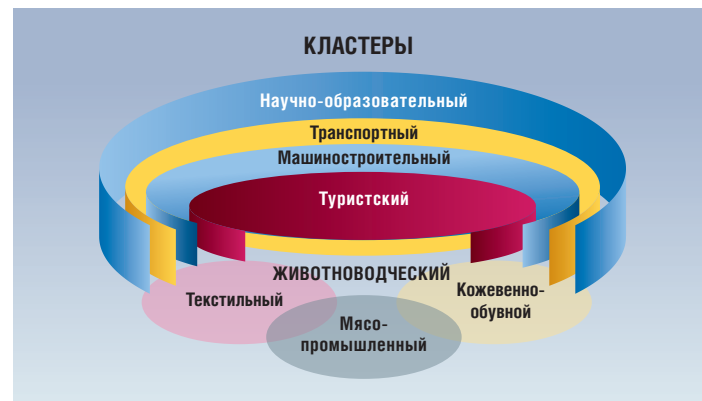 КЛАСТЕРЫ
Научно-образовательный
Транспортный
Машиностроительный
Туристский
ЖИВОТНОВОДЧЕСКИЙ
Текстильный
Кожевенно-
обувной
Мясо-
промышленный